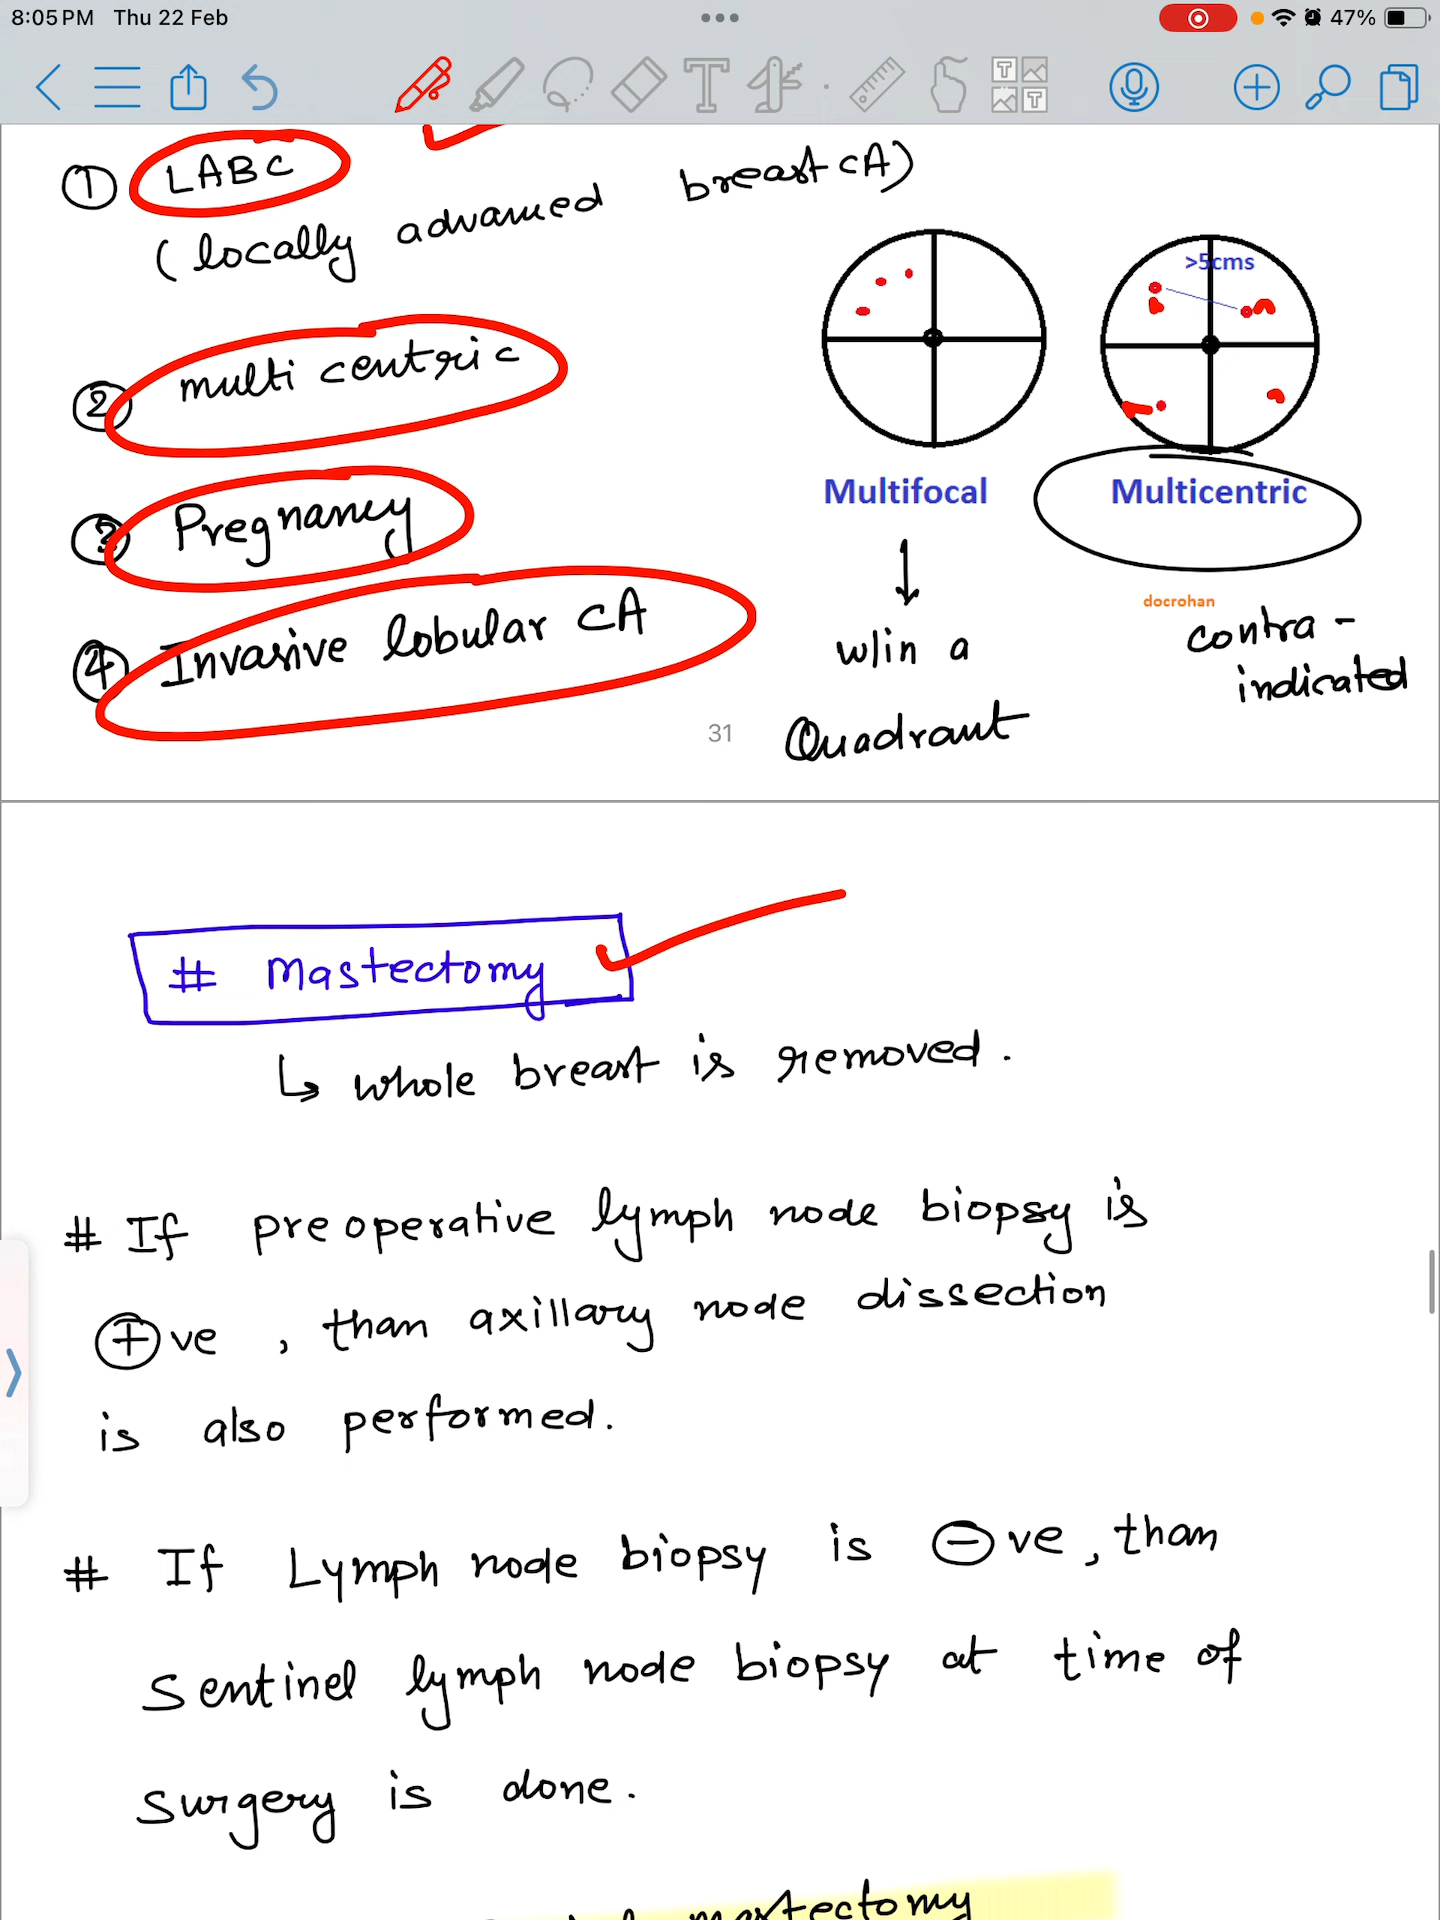 8:05 PM Thu 22 Feb
47%
① LABC
(locally advanced breast CA)
② multi centric
③ Pregnancy
④ Invasive lobular CA
>5cms
Multifocal
Multicentric
docrohan
w/in a
Quadrant
contra-
indicated
31
# Mastectomy
↳ whole breast is removed.
# If preoperative lymph node biopsy is
⊕ve, than axillary node dissection
is also performed.
# If Lymph node biopsy is ⊖ve, than
Sentinel lymph node biopsy at time of
surgery is done.
mastectomy